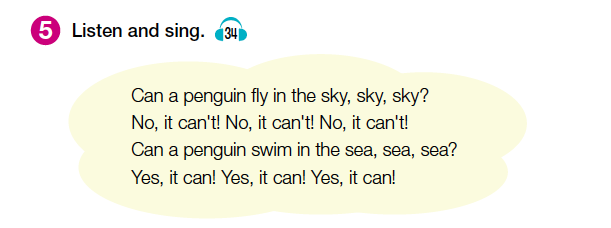 5 Listen and sing. 34
Can a penguin fly in the sky, sky, sky?
No, it can't! No, it can't! No, it can't!
Can a penguin swim in the sea, sea, sea?
Yes, it can! Yes, it can! Yes, it can!